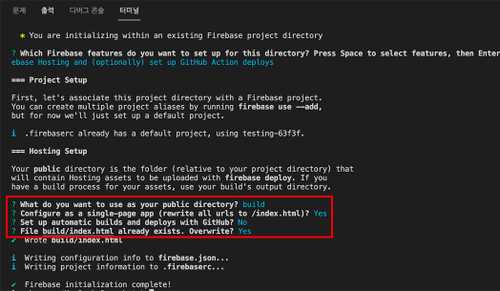 문제 출력 디버그 콘솔 터미널
* You are initializing within an existing Firebase project directory
? Which Firebase features do you want to set up for this directory? Press Space to select features, then Enter
ebase Hosting and (optionally) set up GitHub Action deploys
=== Project Setup
First, let's associate this project directory with a Firebase project.
You can create multiple project aliases by running firebase use --add,
but for now we'll just set up a default project.
i .firebaserc already has a default project, using testing-63f3f.
=== Hosting Setup
Your public directory is the folder (relative to your project directory) that
will contain Hosting assets to be uploaded with firebase deploy. If you
have a build process for your assets, use your build's output directory.
? What do you want to use as your public directory? build
? Configure as a single-page app (rewrite all urls to /index.html)? Yes
? Set up automatic builds and deploys with GitHub? No
? File build/index.html already exists. Overwrite? Yes
✔ Wrote build/index.html
i Writing configuration info to firebase.json...
i Writing project information to .firebaserc...
✔ Firebase initialization complete!